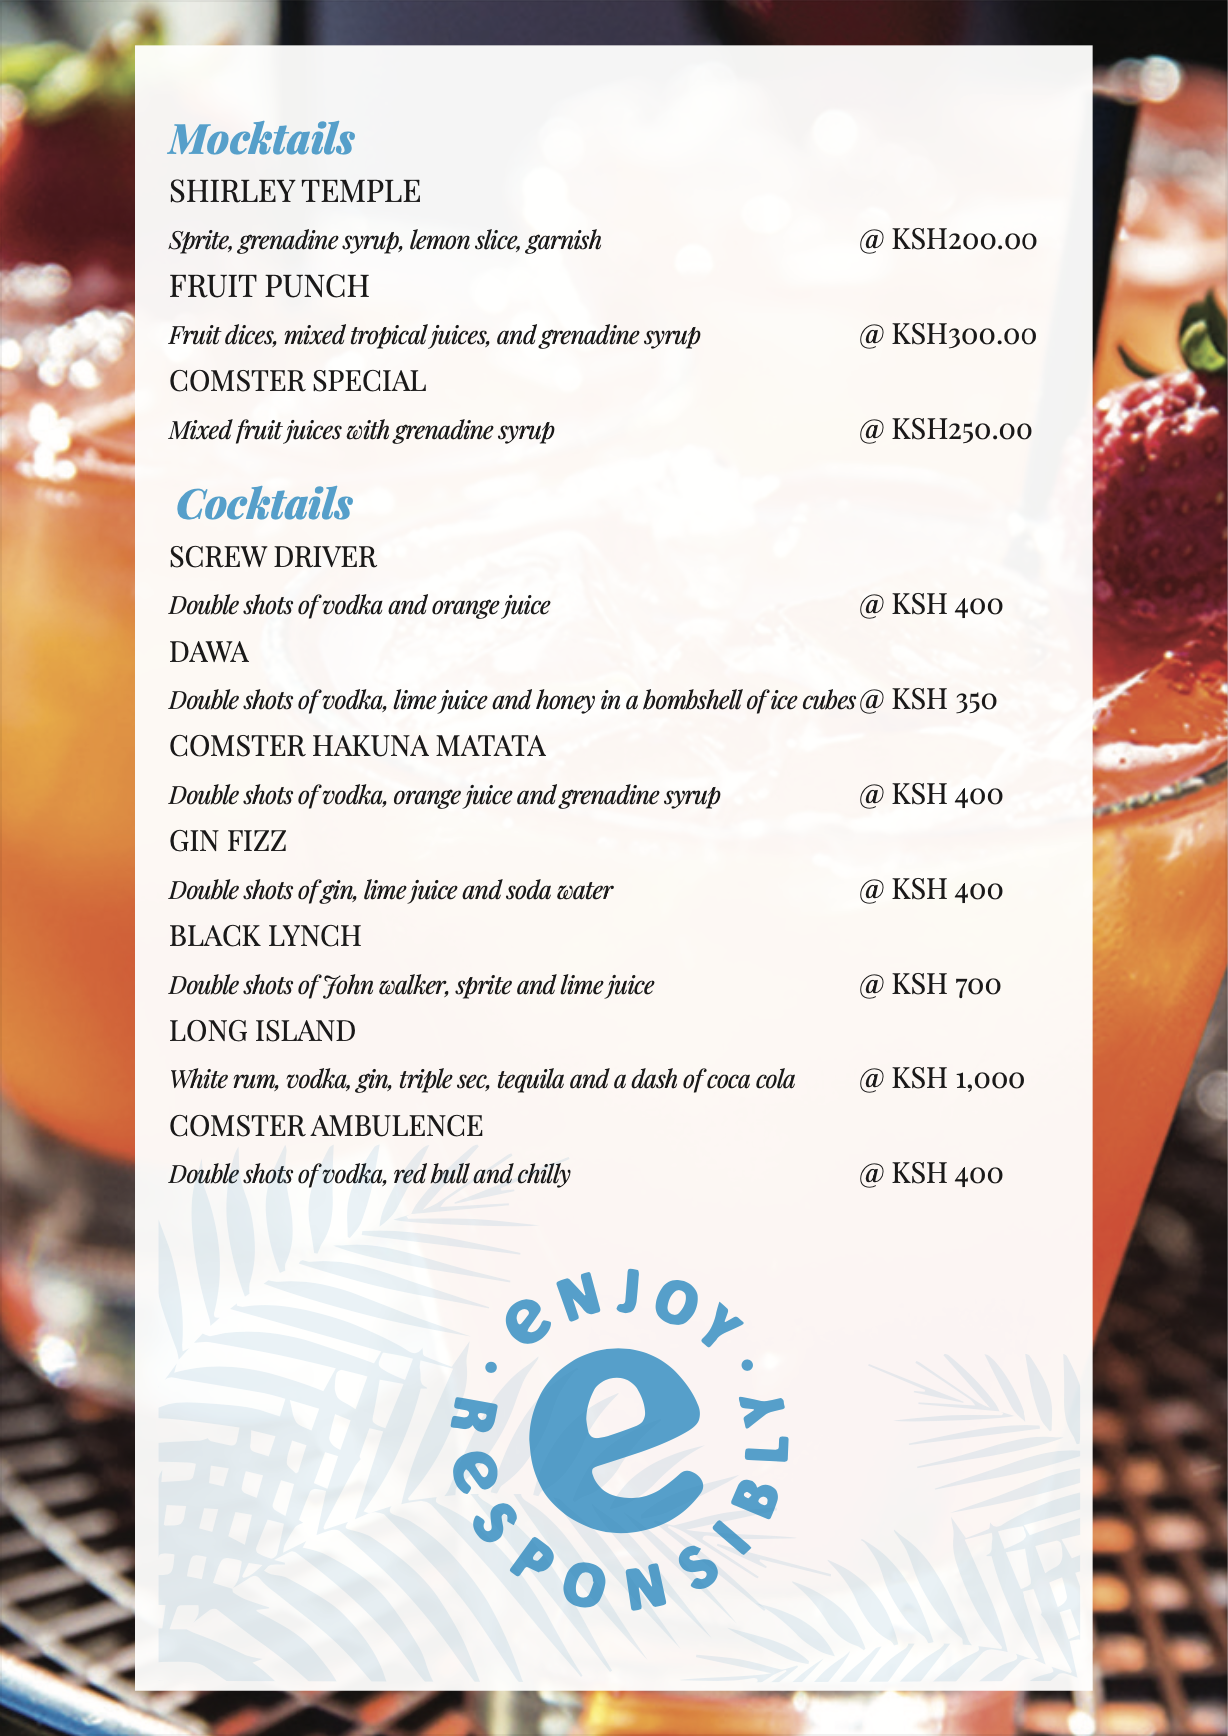 Mocktails
SHIRLEY TEMPLE
Sprite, grenadine syrup, lemon slice, garnish @ KSH200.00
FRUIT PUNCH
Fruit dices, mixed tropical juices, and grenadine syrup @ KSH300.00
COMSTER SPECIAL
Mixed fruit juices with grenadine syrup @ KSH250.00
Cocktails
SCREW DRIVER
Double shots of vodka and orange juice @ KSH 400
DAWA
Double shots of vodka, lime juice and honey in a bombshell of ice cubes @ KSH 350
COMSTER HAKUNA MATATA
Double shots of vodka, orange juice and grenadine syrup @ KSH 400
GIN FIZZ
Double shots of gin, lime juice and soda water @ KSH 400
BLACK LYNCH
Double shots of John walker, sprite and lime juice @ KSH 700
LONG ISLAND
White rum, vodka, gin, triple sec, tequila and a dash of coca cola @ KSH 1,000
COMSTER AMBULENCE
Double shots of vodka, red bull and chilly @ KSH 400
· eNJOY ·
e
ReSPONSIBLY